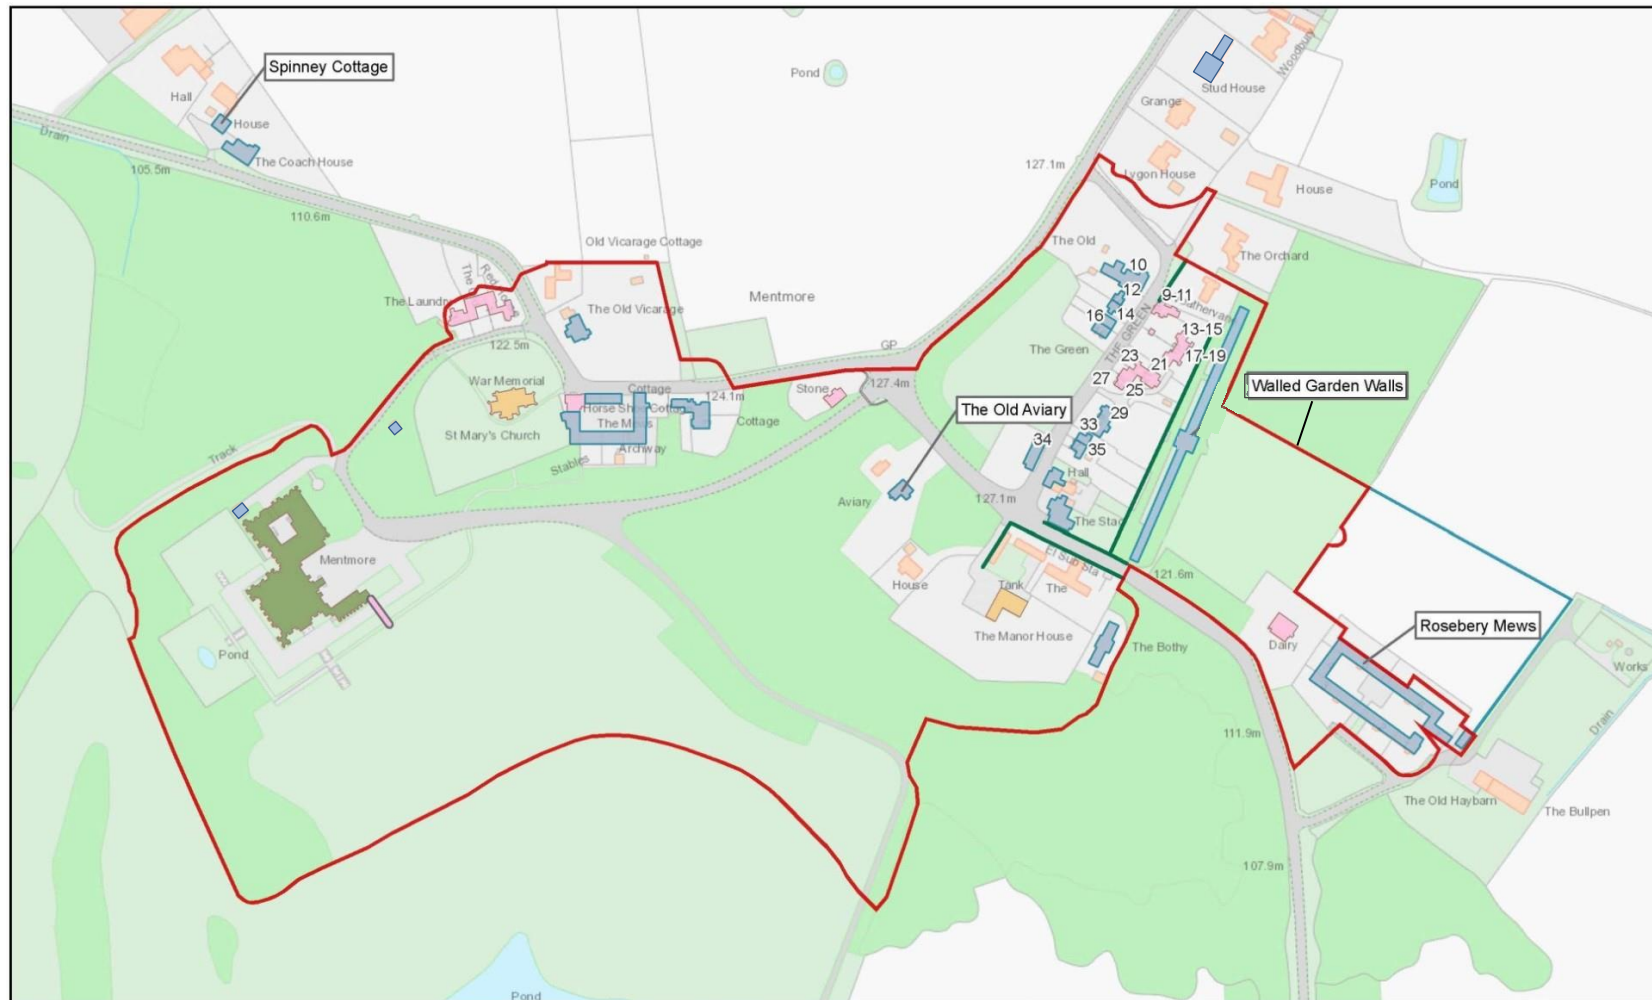 Pond
Spinney Cottage
Stud House
Hall
House
Grange
Drain
The Coach House
127.1m
105.5m
Lygon House
House
Pond
110.6m
Old Vicarage Cottage
The Old
10
The Orchard
12
9-11
The Laundry
The Old Vicarage
Mentmore
16
14
13-15
THE GREEN
122.5m
GP
The Green
23
21
17-19
War Memorial
127.4m
27
25
Cottage
124.1m
Stone
Walled Garden Walls
The Old Aviary
29
The Mews
Cottage
33
St Mary's Church
34
35
Archway
Track
Stables
Hall
Aviary
127.1m
Mentmore
El Sub Sta
121.6m
House
Tank
The
Rosebery Mews
The Manor House
The Bothy
Dairy
Pond
Works
Drain
111.9m
The Old Haybarn
The Bullpen
107.9m
Pond